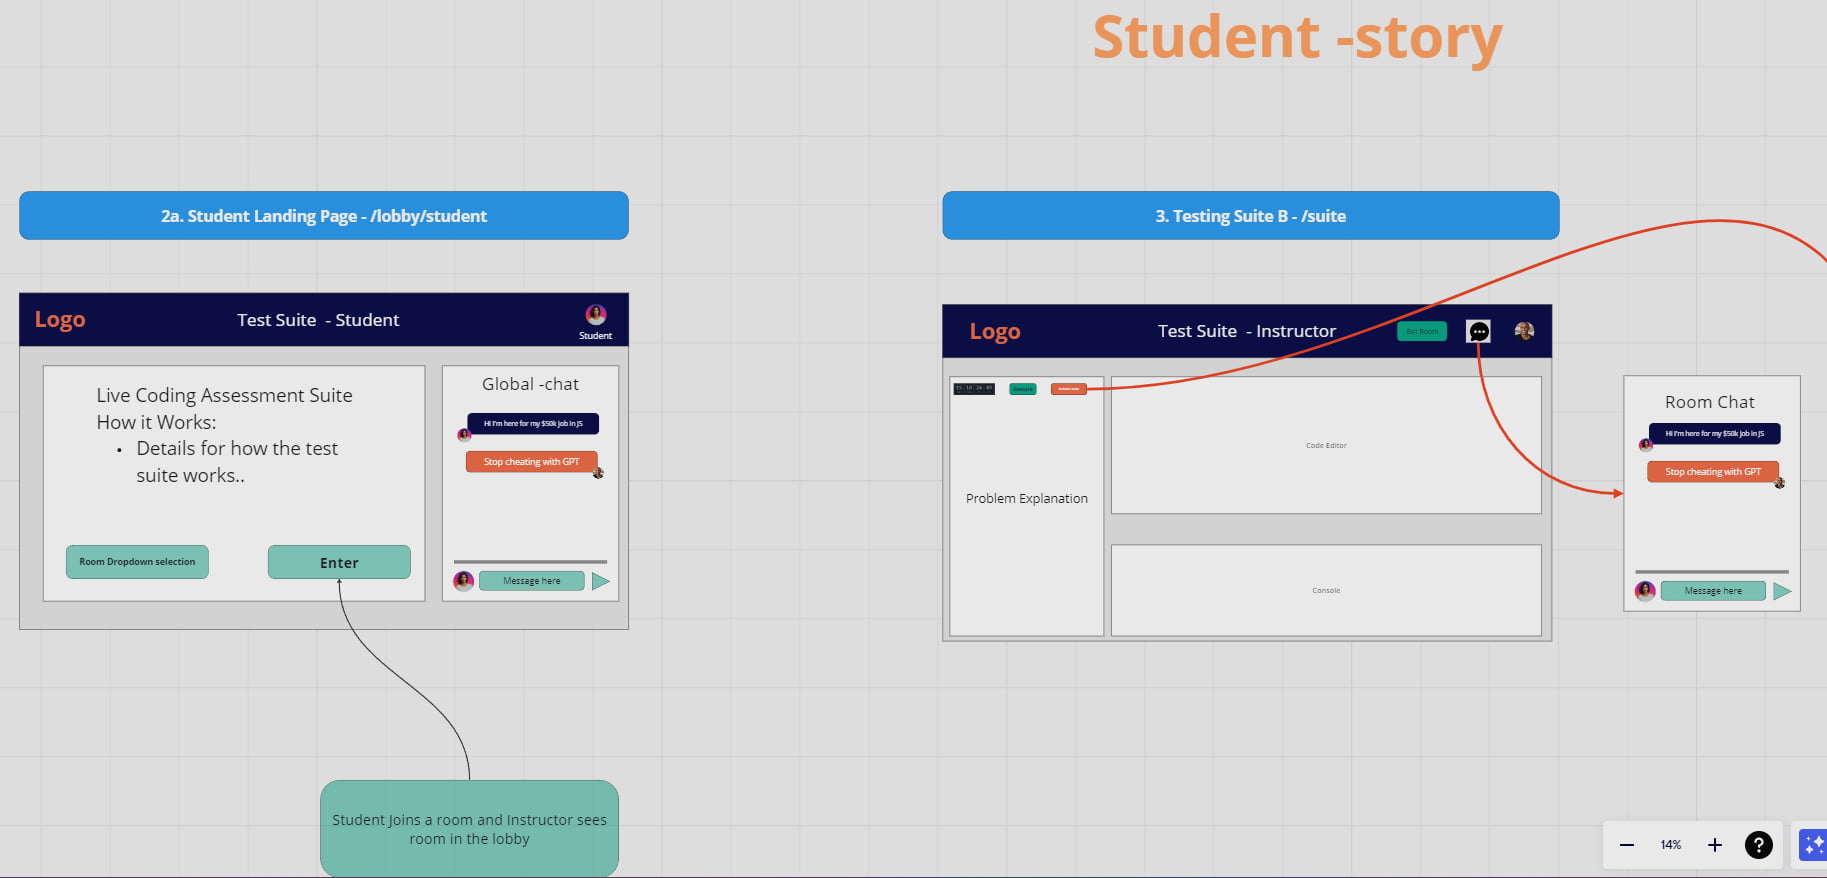 Student -story
2a. Student Landing Page - /lobby/student
3. Testing Suite B - /suite
Logo
Test Suite - Student
Student
Live Coding Assessment Suite
How it Works:
• Details for how the test
suite works..
Room Dropdown selection
Enter
Global -chat
Hi I'm here for my $50k job in JS
Stop cheating with GPT
Message here
Student Joins a room and Instructor sees
room in the lobby
Logo
Test Suite - Instructor
Exit Room
Execute
Problem Explanation
Code Editor
Console
Room Chat
Hi I'm here for my $50k job in JS
Stop cheating with GPT
Message here
14%
?